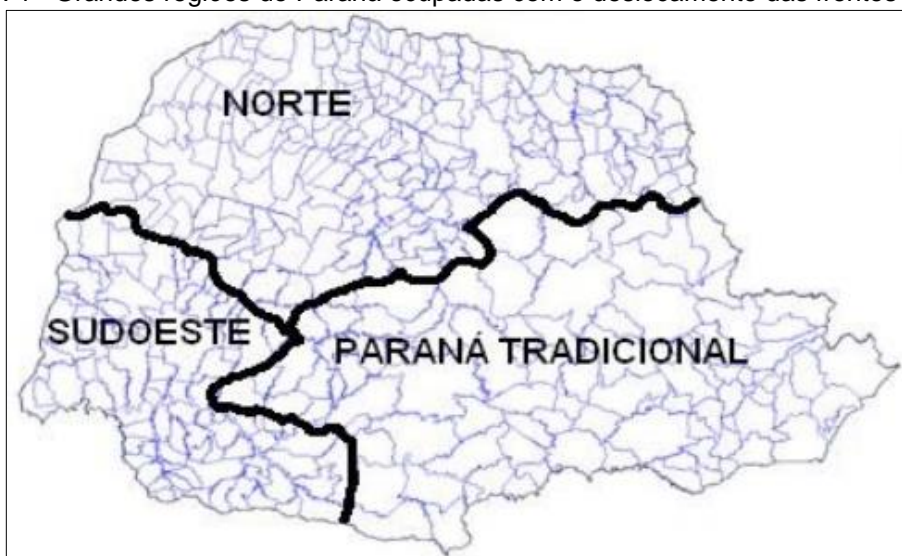 Grandes regiões do Paraná ocupadas com o deslocamento das frentes
NORTE
SUDOESTE
PARANÁ TRADICIONAL